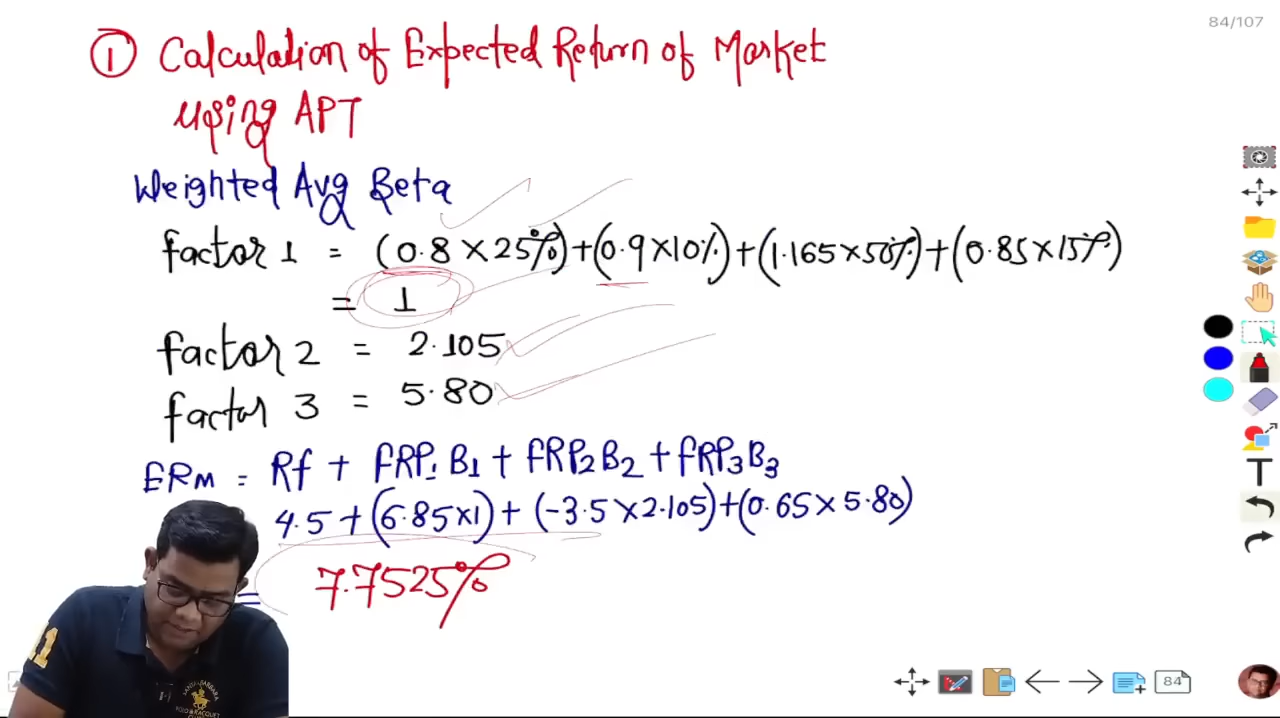 84/107
① Calculation of Expected Return of Market
Using APT
Weighted Avg Beta
factor 1 = (0.8 × 25%) + (0.9 × 10%) + (1.165 × 50%) + (0.85 × 15%)
= 1
factor 2 = 2.105
factor 3 = 5.80
ERM = Rf + FRP1 B1 + FRP2 B2 + FRP3 B3
4.5 + (6.85 × 1) + (-3.5 × 2.105) + (0.65 × 5.80)
= 7.7525%
T
84